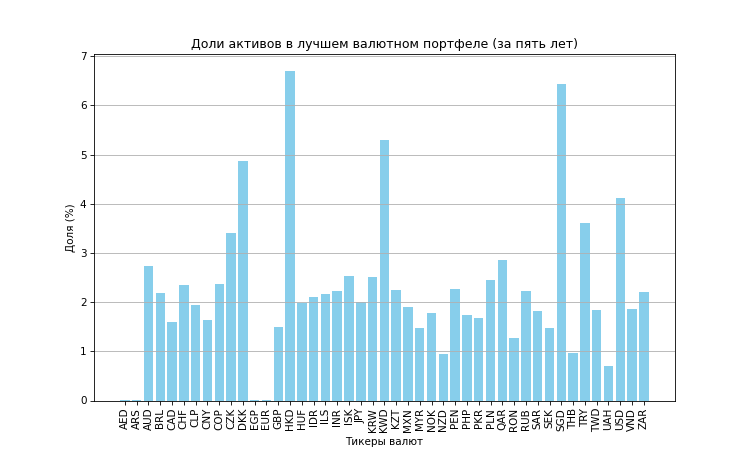 Доли активов в лучшем валютном портфеле (за пять лет)
Доля (%)
7
6
5
4
3
2
1
0
AED ARS AUD BRL CAD CHF CLP CNY COP CZK DKK EGP EUR GBP HKD HUF IDR ILS INR ISK JPY KRW KWD KZT MXN MYR NOK NZD PEN PHP PKR PLN QAR RON RUB SAR SEK SGD THB TRY TWD UAH USD VND ZAR
Тикеры валют